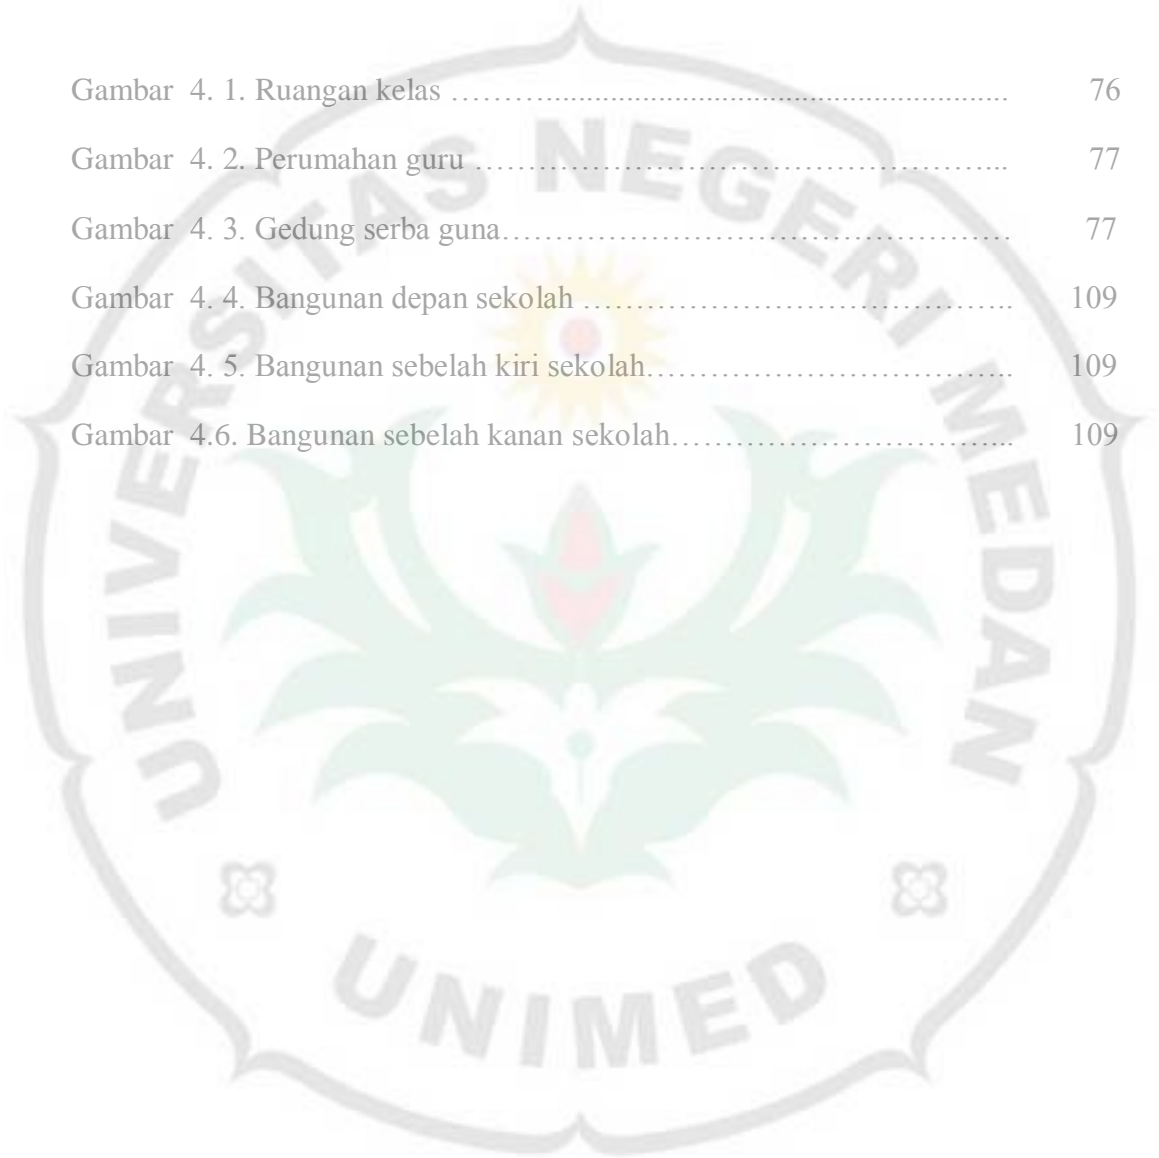 Gambar 4. 1. Ruangan kelas ……..................................................... 76
Gambar 4. 2. Perumahan guru ……………………………………………... 77
Gambar 4. 3. Gedung serba guna…………………………………………. 77
Gambar 4. 4. Bangunan depan sekolah………………………………….. 109
Gambar 4. 5. Bangunan sebelah kiri sekolah…………………………….. 109
Gambar 4.6. Bangunan sebelah kanan sekolah…………………………... 109
UNIVERSITAS NEGERI MEDAN
UNIMED